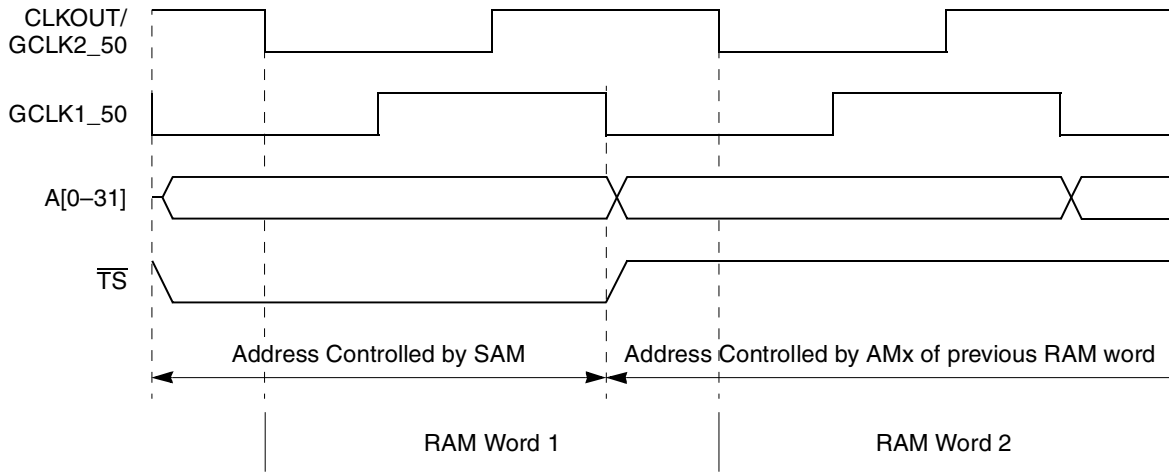 CLKOUT/
GCLK2_50
GCLK1_50
A[0–31]
TS
Address Controlled by SAM
Address Controlled by AMx of previous RAM word
RAM Word 1
RAM Word 2